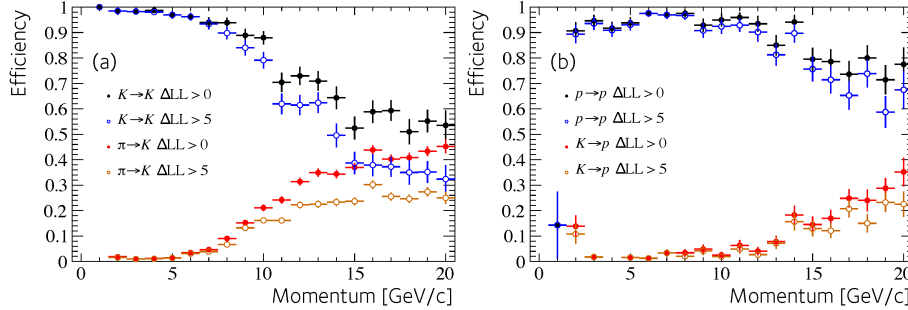 Efficiency
1
0.9
0.8
0.7
0.6
0.5
0.4
0.3
0.2
0.1
0
(a)
K→K ΔLL > 0
K→K ΔLL > 5
π→K ΔLL > 0
π→K ΔLL > 5
0 5 10 15 20
Momentum [GeV/c]
Efficiency
1
0.9
0.8
0.7
0.6
0.5
0.4
0.3
0.2
0.1
0
(b)
p→p ΔLL > 0
p→p ΔLL > 5
K→p ΔLL > 0
K→p ΔLL > 5
0 5 10 15 20
Momentum [GeV/c]